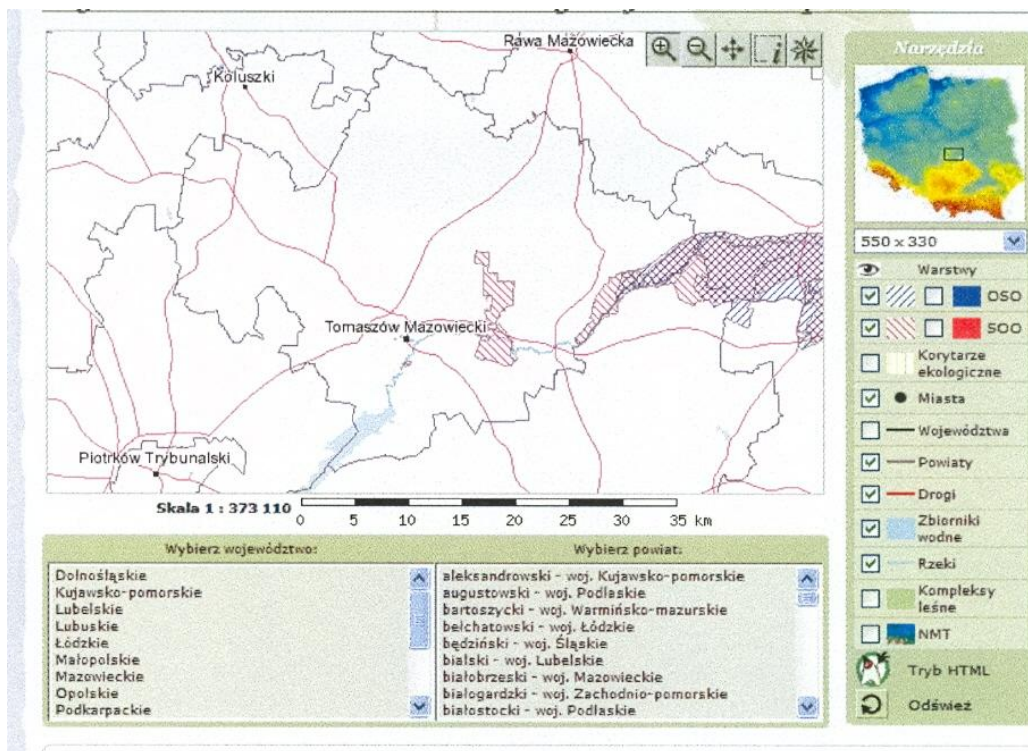 Rawa Mazowiecka
Koluszki
Tomaszów Mazowiecki
Piotrków Trybunalski
Skala 1 : 373 110
0 5 10 15 20 25 30 35 km
Narzędzia
550 x 330
Warstwy
OSO
SOO
Korytarze
ekologiczne
Miasta
Województwa
Powiaty
Drogi
Zbiorniki
wodne
Rzeki
Kompleksy
leśne
NMT
Tryb HTML
Odśwież
Wybierz województwo:
Dolnośląskie
Kujawsko-pomorskie
Lubelskie
Lubuskie
Łódzkie
Małopolskie
Mazowieckie
Opolskie
Podkarpackie
Wybierz powiat:
aleksandrowski - woj. Kujawsko-pomorskie
augustowski - woj. Podlaskie
bartoszycki - woj. Warmińsko-mazurskie
bełchatowski - woj. Łódzkie
będziński - woj. Śląskie
bialski - woj. Lubelskie
białobrzeski - woj. Mazowieckie
białogardzki - woj. Zachodnio-pomorskie
białostocki - woj. Podlaskie